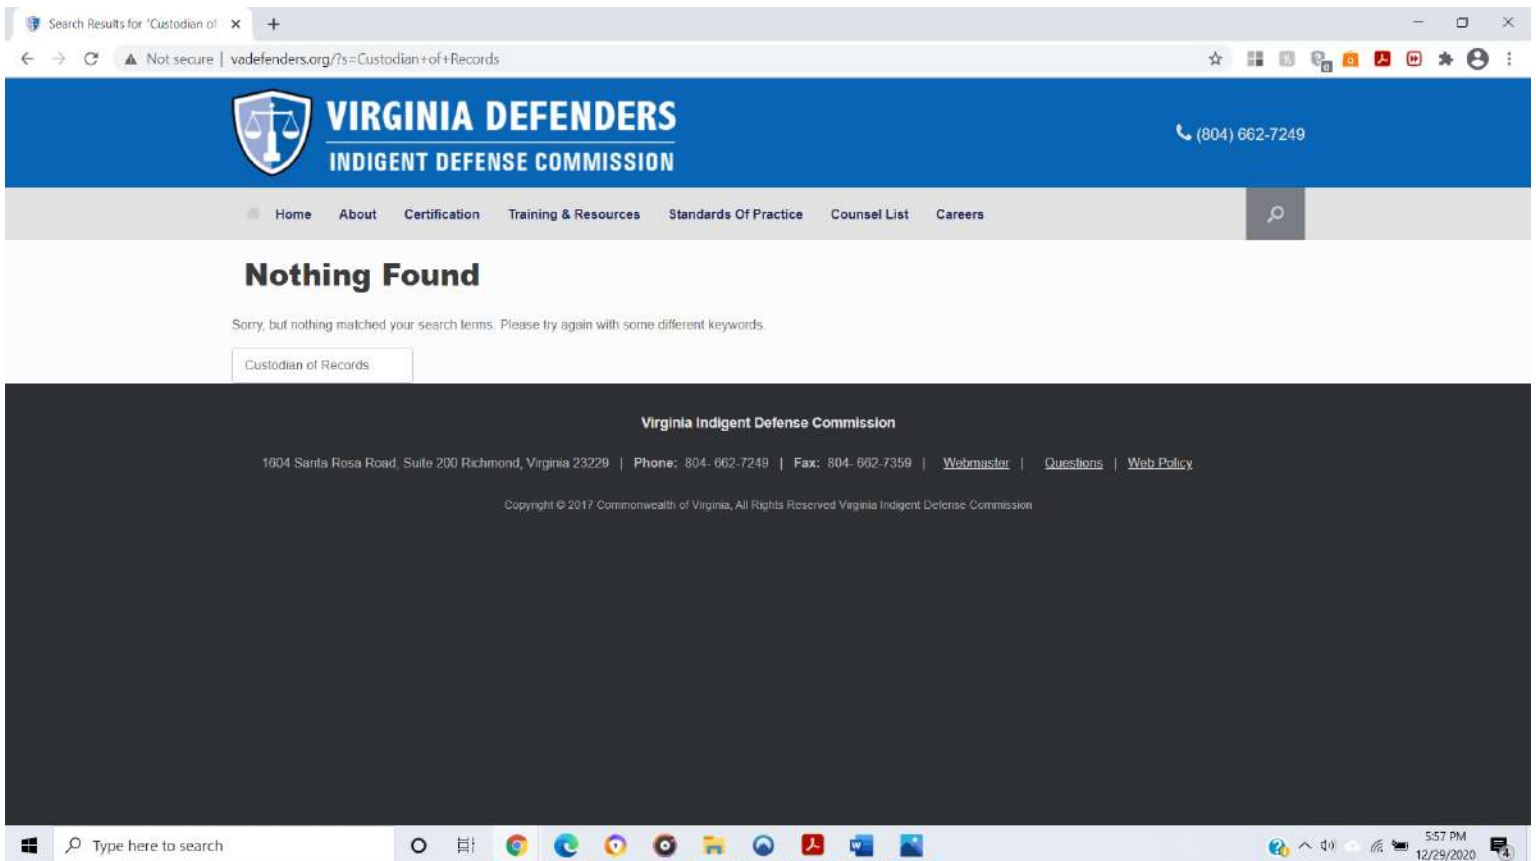 Search Results for 'Custodian of
Not secure | vadefenders.org/?s=Custodian+of+Records
VIRGINIA DEFENDERS
INDIGENT DEFENSE COMMISSION
(804) 662-7249
Home About Certification Training & Resources Standards Of Practice Counsel List Careers
Nothing Found
Sorry, but nothing matched your search terms. Please try again with some different keywords.
Custodian of Records
Virginia Indigent Defense Commission
1604 Santa Rosa Road, Suite 200 Richmond, Virginia 23229 | Phone: 804- 662-7249 | Fax: 804- 662-7359 | Webmaster | Questions | Web Policy
Copyright © 2017 Commonwealth of Virginia, All Rights Reserved Virginia Indigent Defense Commission
Type here to search
5:57 PM
12/29/2020
4